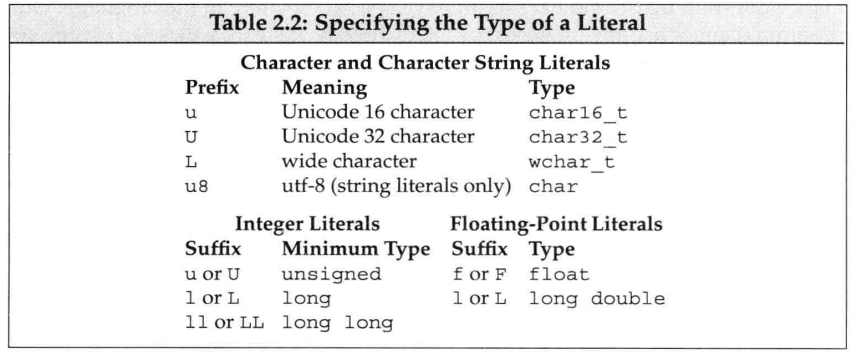 Table 2.2: Specifying the Type of a Literal
Character and Character String Literals
Prefix Meaning Type
u Unicode 16 character char16_t
U Unicode 32 character char32_t
L wide character wchar_t
u8 utf-8 (string literals only) char
Integer Literals Floating-Point Literals
Suffix Minimum Type Suffix Type
u or U unsigned f or F float
l or L long l or L long double
ll or LL long long